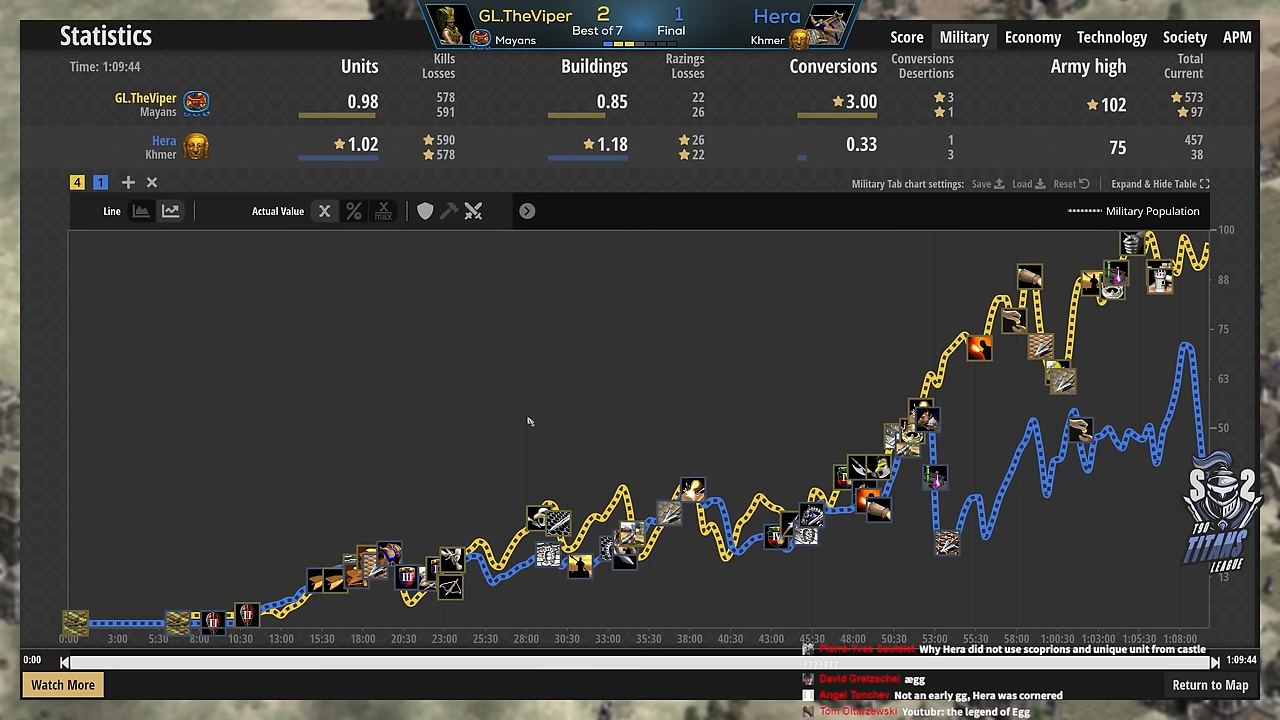 Statistics
GL.TheViper 2 1 Hera
Mayans Best of 7 Final Khmer
Score Military Economy Technology Society APM
Time: 1:09:44
Units Kills Losses Buildings Razings Losses Conversions Conversions Desertions Army high Total Current
GL.TheViper 0.98 578 0.85 22 3.00 3 102 573
Mayans 591 26 1 97
Hera 1.02 590 1.18 26 0.33 1 75 457
Khmer 578 22 3 38
4 1 + ×
Military Tab chart settings: Save Load Reset Expand & Hide Table
Line Actual Value X % X max
Military Population
100
88
75
63
50
13
0:00 3:00 5:30 8:00 10:30 13:00 15:30 18:00 20:30 23:00 25:30 28:00 30:30 33:00 35:30 38:00 40:30 43:00 45:30 48:00 50:30 53:00 55:30 58:00 1:00:30 1:03:00 1:05:30 1:08:00
S 2
TITANS
LEAGUE
0:00 1:09:44
Watch More
Return to Map
Why Hera did not use scoprions and unique unit from castle
???????
David Gretzschel ægg
Angel Tonchev Not an early gg, Hera was cornered
Tom Oltarzewski Youtubr: the legend of Egg